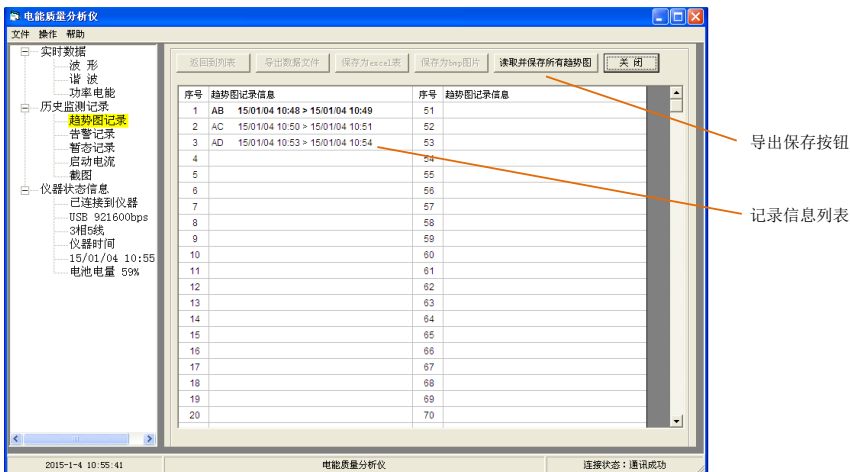 电能质量分析仪
文件 操作 帮助
实时数据
波 形
谐 波
功率电能
历史监测记录
趋势图记录
告警记录
暂态记录
启动电流
截图
仪器状态信息
已连接到仪器
USB 921600bps
3相5线
仪器时间
15/01/04 10:55
电池电量 59%
返回到列表 导出数据文件 保存为excel表 保存为bmp图片 读取并保存所有趋势图 关 闭
序号 趋势图记录信息 序号 趋势图记录信息
1 AB 15/01/04 10:48 > 15/01/04 10:49 51
2 AC 15/01/04 10:50 > 15/01/04 10:51 52
3 AD 15/01/04 10:53 > 15/01/04 10:54 53
4 54
5 55
6 56
7 57
8 58
9 59
10 60
11 61
12 62
13 63
14 64
15 65
16 66
17 67
18 68
19 69
20 70
导出保存按钮
记录信息列表
2015-1-4 10:55:41 电能质量分析仪 连接状态：通讯成功